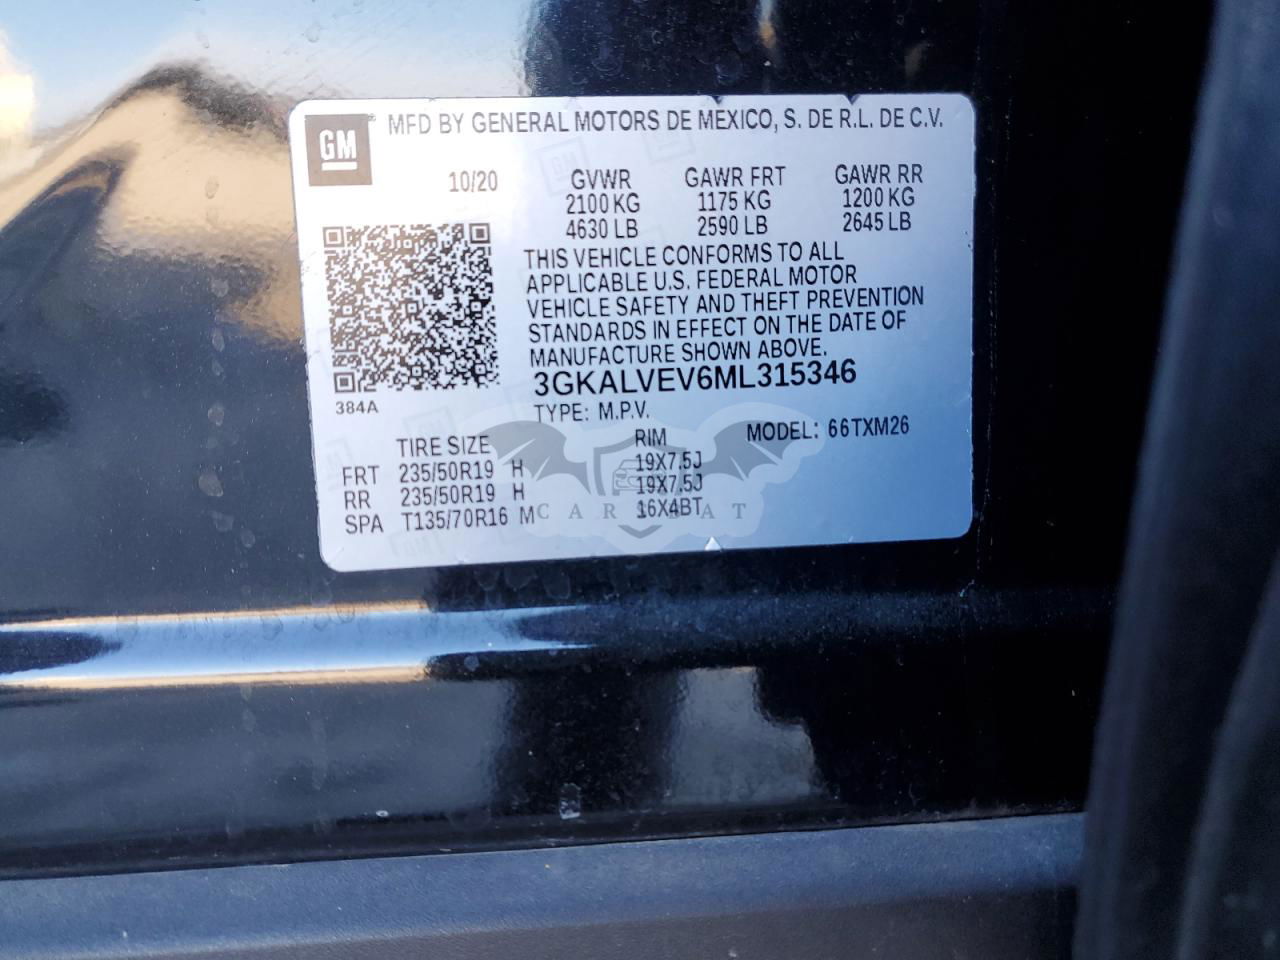 GM ® MFD BY GENERAL MOTORS DE MEXICO, S. DE R.L. DE C.V.
10/20 GVWR GAWR FRT GAWR RR
2100 KG 1175 KG 1200 KG
4630 LB 2590 LB 2645 LB
THIS VEHICLE CONFORMS TO ALL
APPLICABLE U.S. FEDERAL MOTOR
VEHICLE SAFETY AND THEFT PREVENTION
STANDARDS IN EFFECT ON THE DATE OF
MANUFACTURE SHOWN ABOVE.
3GKALVEV6ML315346
384A
TYPE: M.P.V.
TIRE SIZE RIM MODEL: 66TXM26
FRT 235/50R19 H 19X7.5J
RR 235/50R19 H 19X7.5J
SPA T135/70R16 M 16X4BT